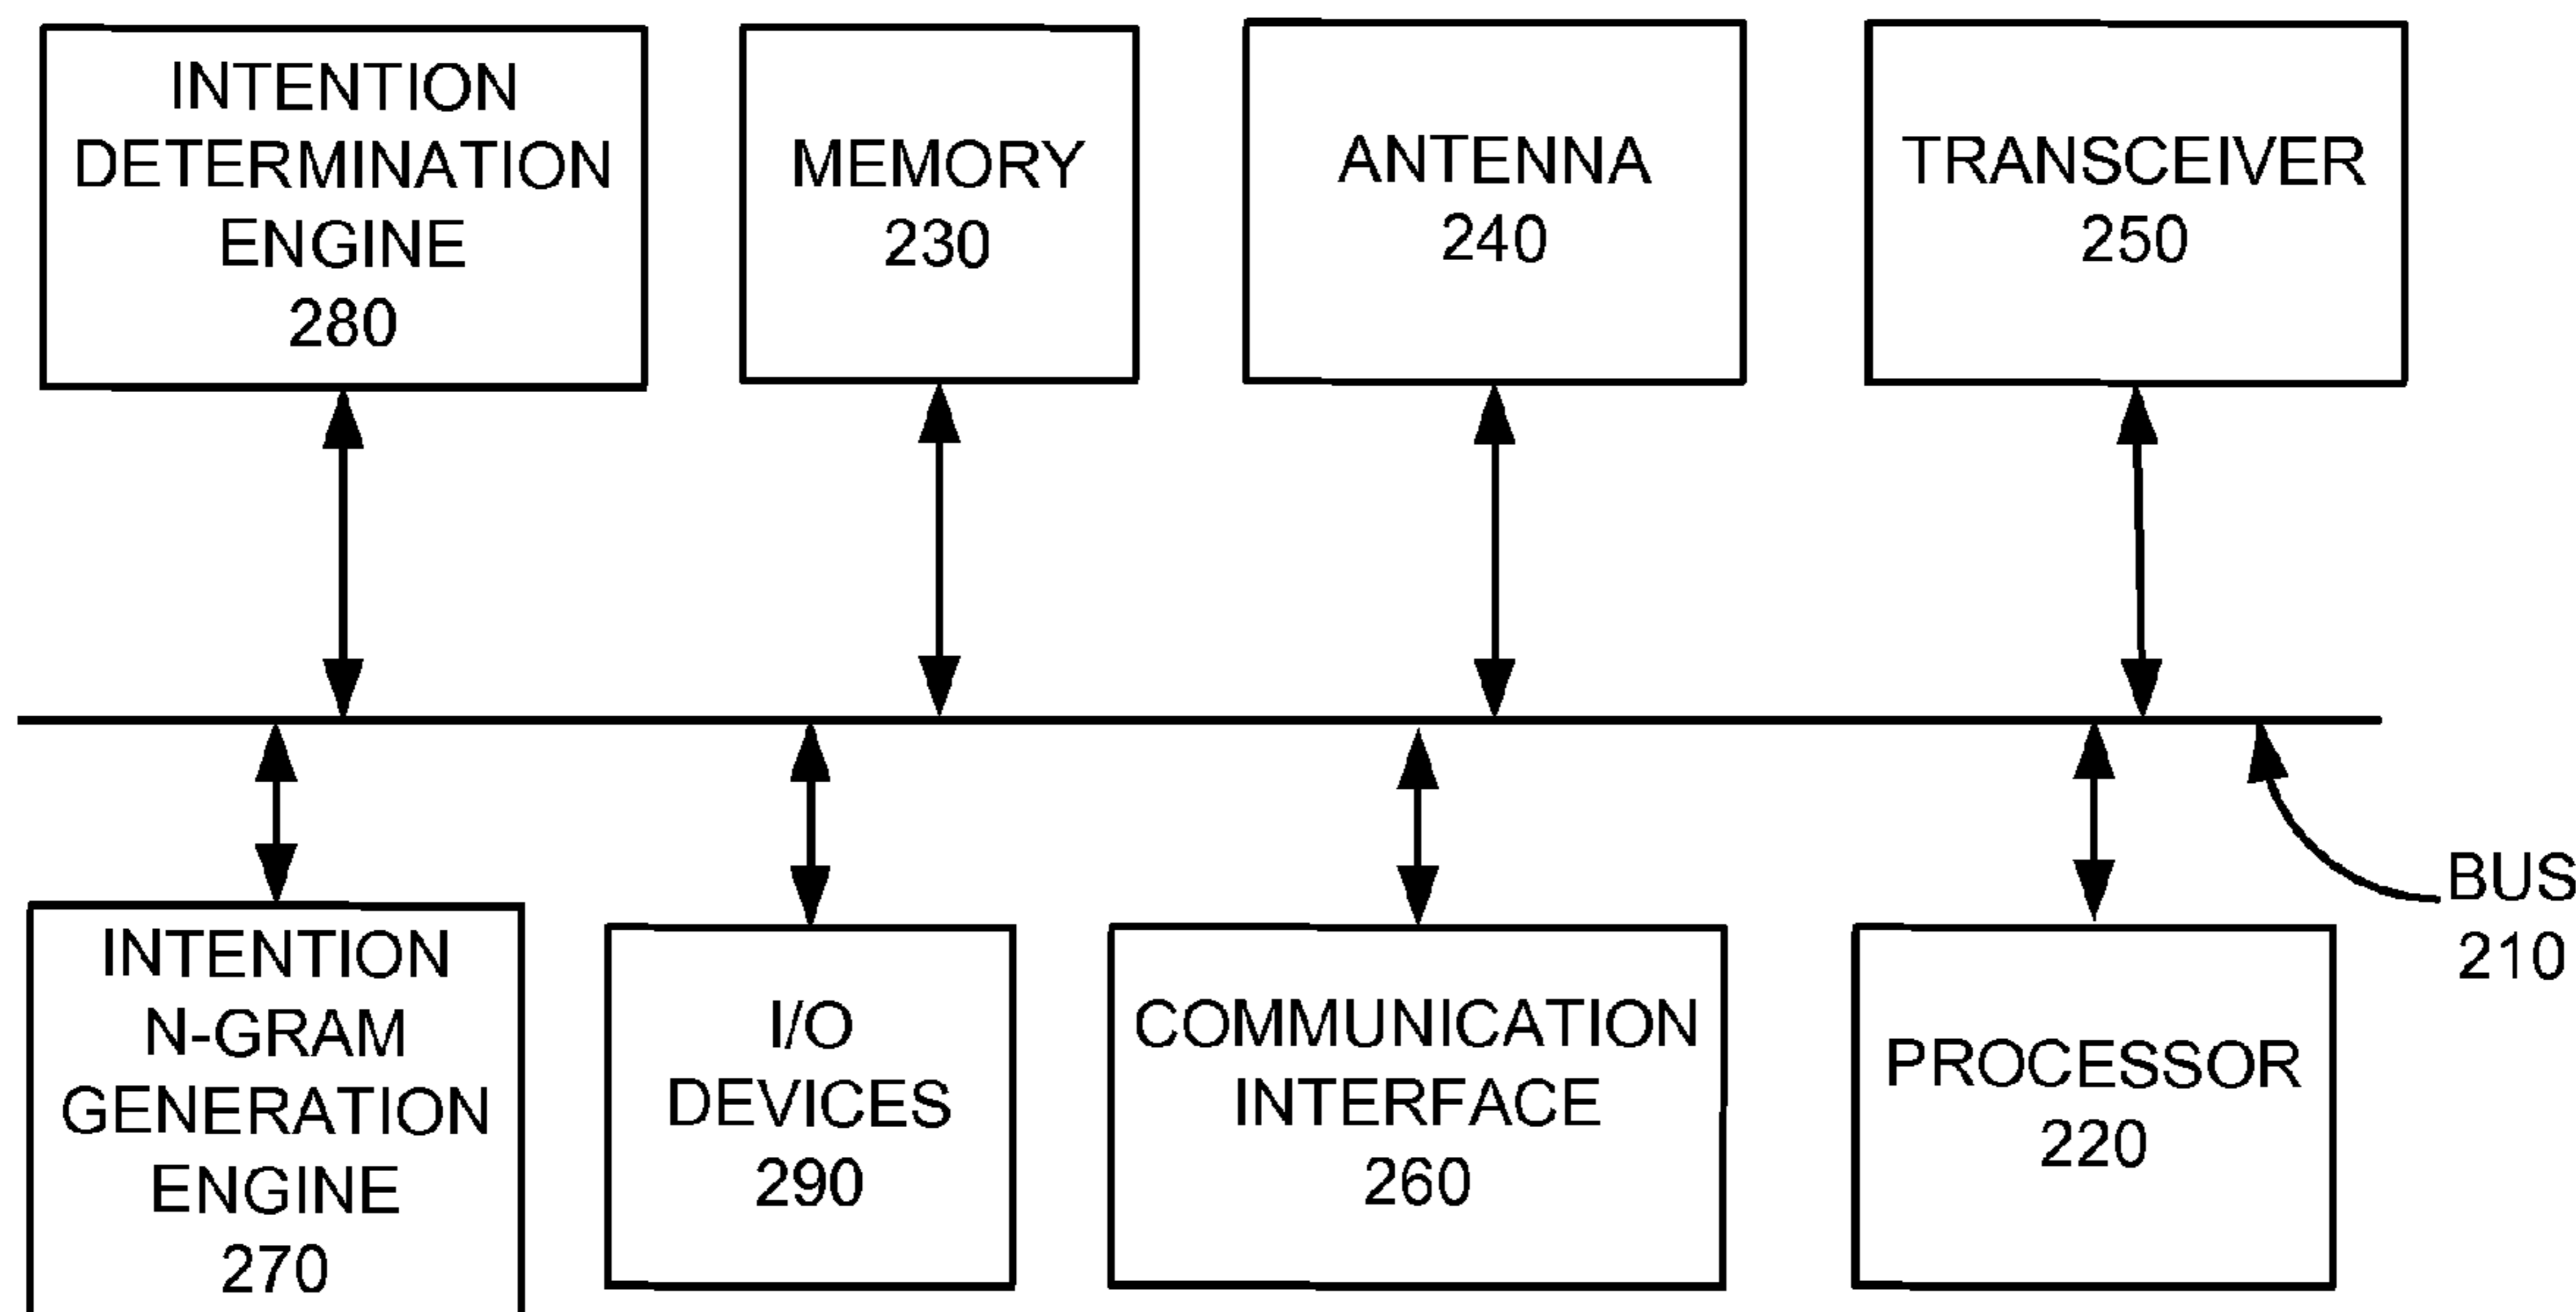 INTENTION
DETERMINATION
ENGINE
280
MEMORY
230
ANTENNA
240
TRANSCEIVER
250
BUS
210
INTENTION
N-GRAM
GENERATION
ENGINE
270
I/O
DEVICES
290
COMMUNICATION
INTERFACE
260
PROCESSOR
220